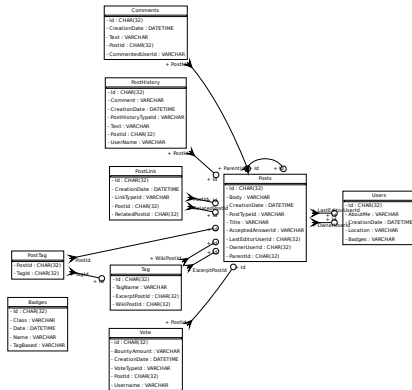 Comments
- Id : CHAR(32)
- CreationDate : DATETIME
- Text : VARCHAR
- PostId : CHAR(32)
- CommentedUserId : VARCHAR
+ PostId
PostHistory
- Id : CHAR(32)
- Comment : VARCHAR
- CreationDate : DATETIME
- PostHistoryTypeId : VARCHAR
- Text : VARCHAR
- PostId : CHAR(32)
- UserName : VARCHAR
+ PostId
+ Id
+ ParentId
Id
PostLink
- Id : CHAR(32)
- CreationDate : DATETIME
- LinkTypeId : VARCHAR
- PostId : CHAR(32)
- RelatedPostId : CHAR(32)
Posts
- Id : CHAR(32)
- Body : VARCHAR
- CreationDate : DATETIME
- PostTypeId : VARCHAR
- Title : VARCHAR
- AcceptedAnswerId : VARCHAR
- LastEditorUserId : CHAR(32)
- OwnerUserId : CHAR(32)
- ParentId : CHAR(32)
Users
- Id : CHAR(32)
- AboutMe : VARCHAR
- CreationDate : DATETIME
- Location : VARCHAR
- Badges : VARCHAR
PostTag
- PostId : CHAR(32)
- TagId : CHAR(32)
PostId
TagId
+ Id
+ WikiPostId
ExcerptPostId
Tag
- Id : CHAR(32)
- TagName : VARCHAR
- ExcerptPostId : CHAR(32)
- WikiPostId : CHAR(32)
+ Id
Badges
- Id : CHAR(32)
- Class : VARCHAR
- Date : DATETIME
- Name : VARCHAR
- TagBased : VARCHAR
+ PostId
Vote
- Id : CHAR(32)
- BountyAmount : VARCHAR
- CreationDate : DATETIME
- VoteTypeId : VARCHAR
- PostId : CHAR(32)
- Username : VARCHAR